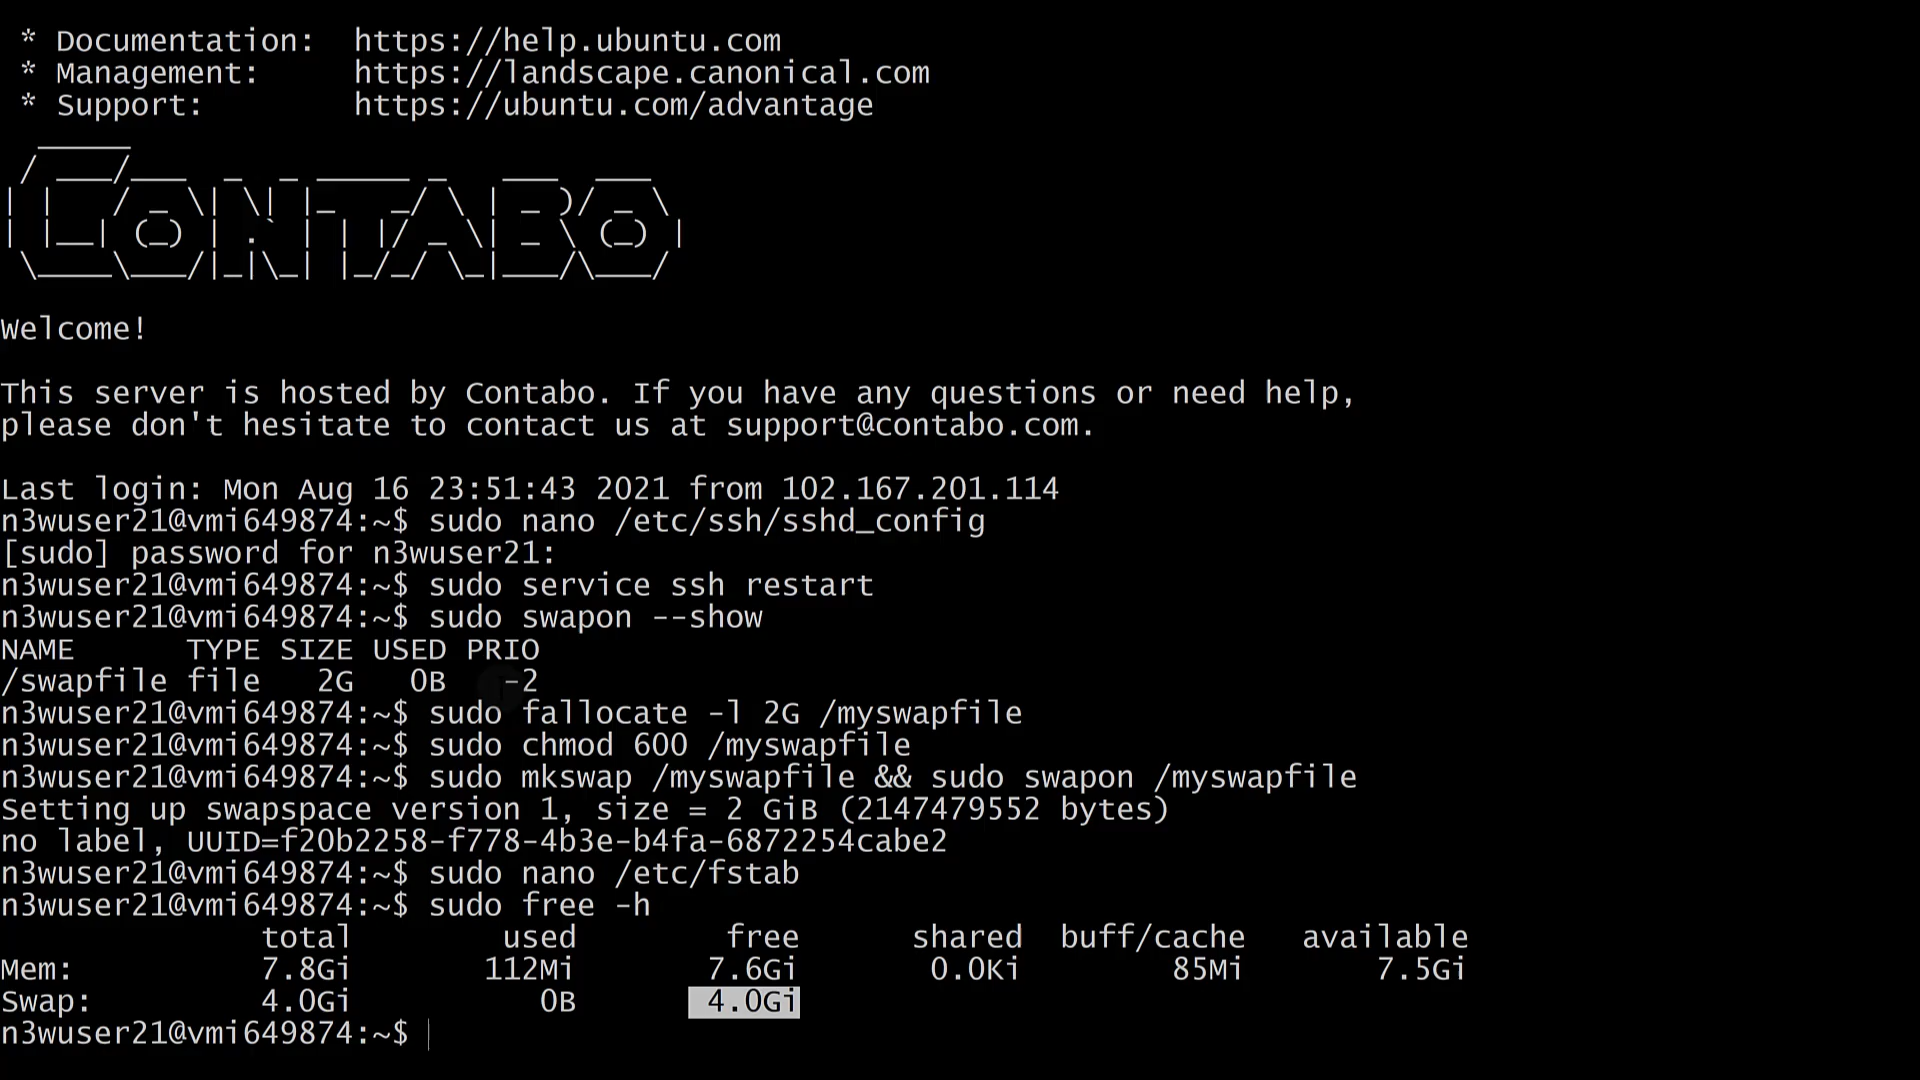 * Documentation:  https://help.ubuntu.com
* Management:     https://landscape.canonical.com
* Support:        https://ubuntu.com/advantage
CONTABO
Welcome!
This server is hosted by Contabo. If you have any questions or need help,
please don't hesitate to contact us at support@contabo.com.
Last login: Mon Aug 16 23:51:43 2021 from 102.167.201.114
n3wuser21@vmi649874:~$ sudo nano /etc/ssh/sshd_config
[sudo] password for n3wuser21:
n3wuser21@vmi649874:~$ sudo service ssh restart
n3wuser21@vmi649874:~$ sudo swapon --show
NAME      TYPE SIZE USED PRIO
/swapfile file   2G   0B   -2
n3wuser21@vmi649874:~$ sudo fallocate -l 2G /myswapfile
n3wuser21@vmi649874:~$ sudo chmod 600 /myswapfile
n3wuser21@vmi649874:~$ sudo mkswap /myswapfile && sudo swapon /myswapfile
Setting up swapspace version 1, size = 2 GiB (2147479552 bytes)
no label, UUID=f20b2258-f778-4b3e-b4fa-6872254cabe2
n3wuser21@vmi649874:~$ sudo nano /etc/fstab
n3wuser21@vmi649874:~$ sudo free -h
              total        used        free      shared  buff/cache   available
Mem:          7.8Gi       112Mi       7.6Gi       0.0Ki        85Mi       7.5Gi
Swap:         4.0Gi          0B       4.0Gi
n3wuser21@vmi649874:~$